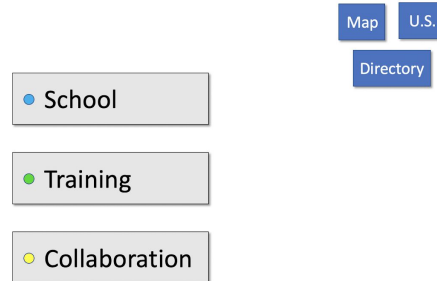 Map U.S.
Directory
School
Training
Collaboration